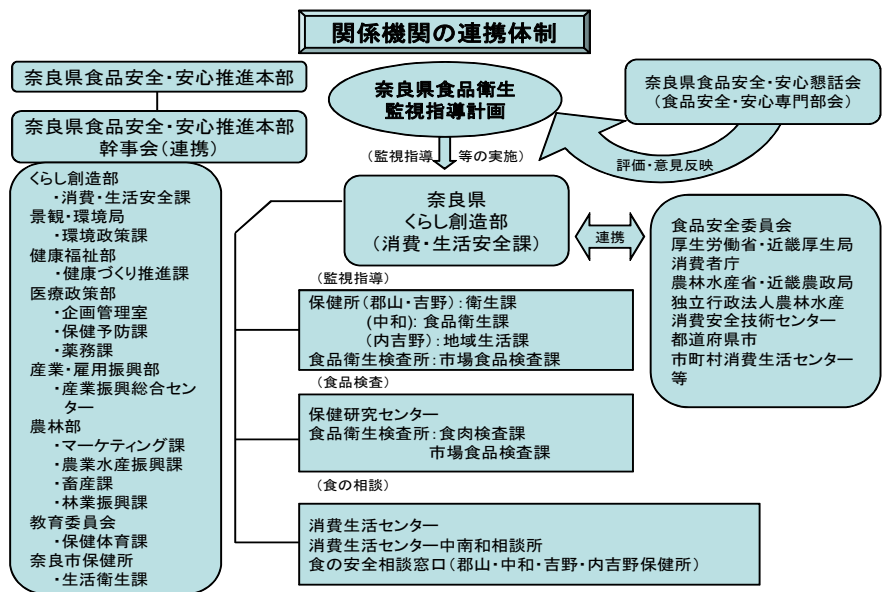 関係機関の連携体制
奈良県食品安全・安心推進本部
奈良県食品安全・安心推進本部
幹事会(連携)
くらし創造部
・消費・生活安全課
景観・環境局
・環境政策課
健康福祉部
・健康づくり推進課
医療政策部
・企画管理室
・保健予防課
・薬務課
産業・雇用振興部
・産業振興総合セン
ター
農林部
・マーケティング課
・農業水産振興課
・畜産課
・林業振興課
教育委員会
・保健体育課
奈良市保健所
・生活衛生課
奈良県食品衛生
監視指導計画
(監視指導 等の実施)
奈良県食品安全・安心懇話会
(食品安全・安心専門部会)
評価・意見反映
奈良県
くらし創造部
(消費・生活安全課)
連携
食品安全委員会
厚生労働省・近畿厚生局
消費者庁
農林水産省・近畿農政局
独立行政法人農林水産
消費安全技術センター
都道府県市
市町村消費生活センター
等
(監視指導)
保健所(郡山・吉野):衛生課
(中和):食品衛生課
(内吉野):地域生活課
食品衛生検査所:市場食品検査課
(食品検査)
保健研究センター
食品衛生検査所:食肉検査課
市場食品検査課
(食の相談)
消費生活センター
消費生活センター中南和相談所
食の安全相談窓口(郡山・中和・吉野・内吉野保健所)